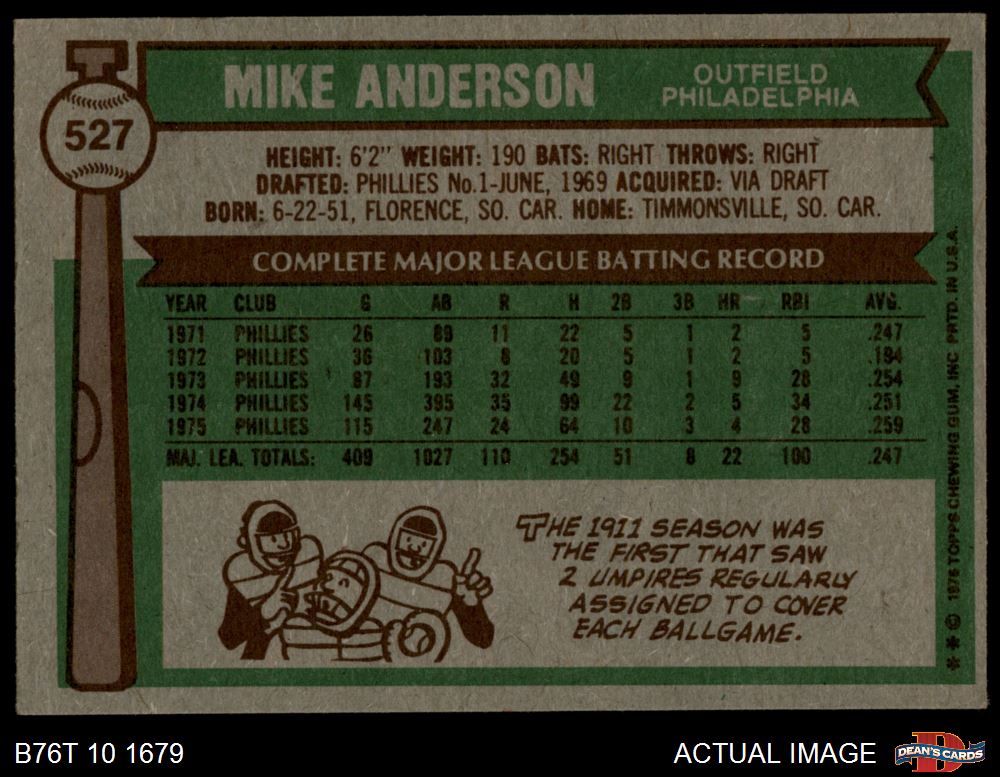 527
MIKE ANDERSON
OUTFIELD
PHILADELPHIA
HEIGHT: 6'2" WEIGHT: 190 BATS: RIGHT THROWS: RIGHT
DRAFTED: PHILLIES No.1-JUNE, 1969 ACQUIRED: VIA DRAFT
BORN: 6-22-51, FLORENCE, SO. CAR. HOME: TIMMONSVILLE, SO. CAR.
COMPLETE MAJOR LEAGUE BATTING RECORD
YEAR CLUB G AB R H 2B 3B HR RBI AVG.
1971 PHILLIES 26 89 11 22 5 1 2 5 .247
1972 PHILLIES 36 103 8 20 5 1 2 5 .194
1973 PHILLIES 87 193 32 49 9 1 9 28 .254
1974 PHILLIES 145 395 35 99 22 2 5 34 .251
1975 PHILLIES 115 247 24 64 10 3 4 28 .259
MAJ. LEA. TOTALS: 409 1027 110 254 51 8 22 100 .247
THE 1911 SEASON WAS
THE FIRST THAT SAW
2 UMPIRES REGULARLY
ASSIGNED TO COVER
EACH BALLGAME.
** © 1976 TOPPS CHEWING GUM, INC PRTD. IN U.S.A.
B76T 10 1679
ACTUAL IMAGE
DEAN'S CARDS